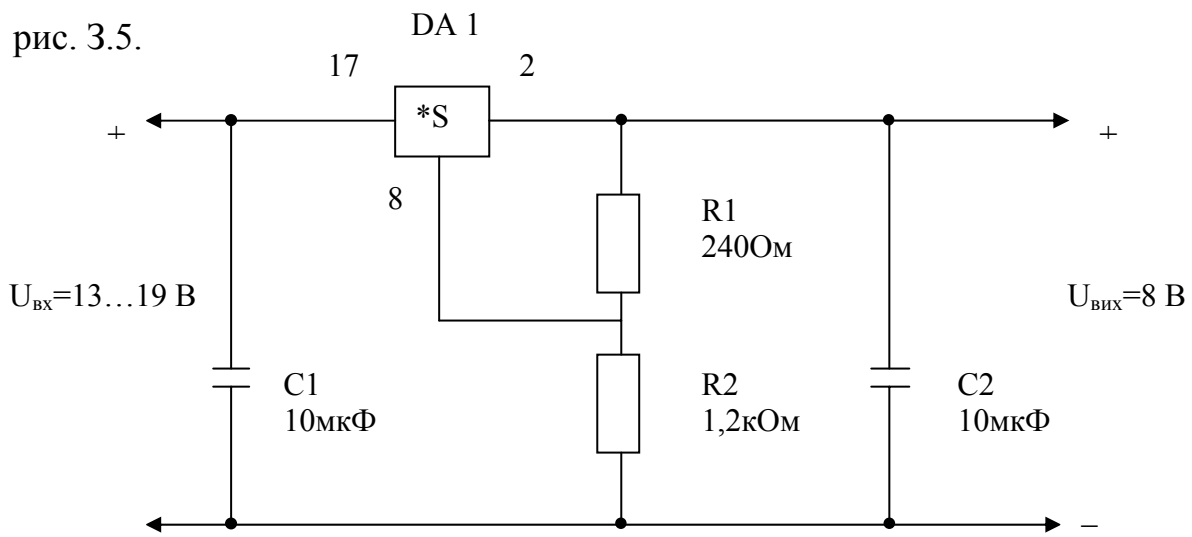 рис. 3.5.
DA 1
17
2
+
*S
+
8
R1
240Ом
Uвх=13…19 В
Uвих=8 В
C1
10мкФ
R2
1,2кОм
C2
10мкФ
–